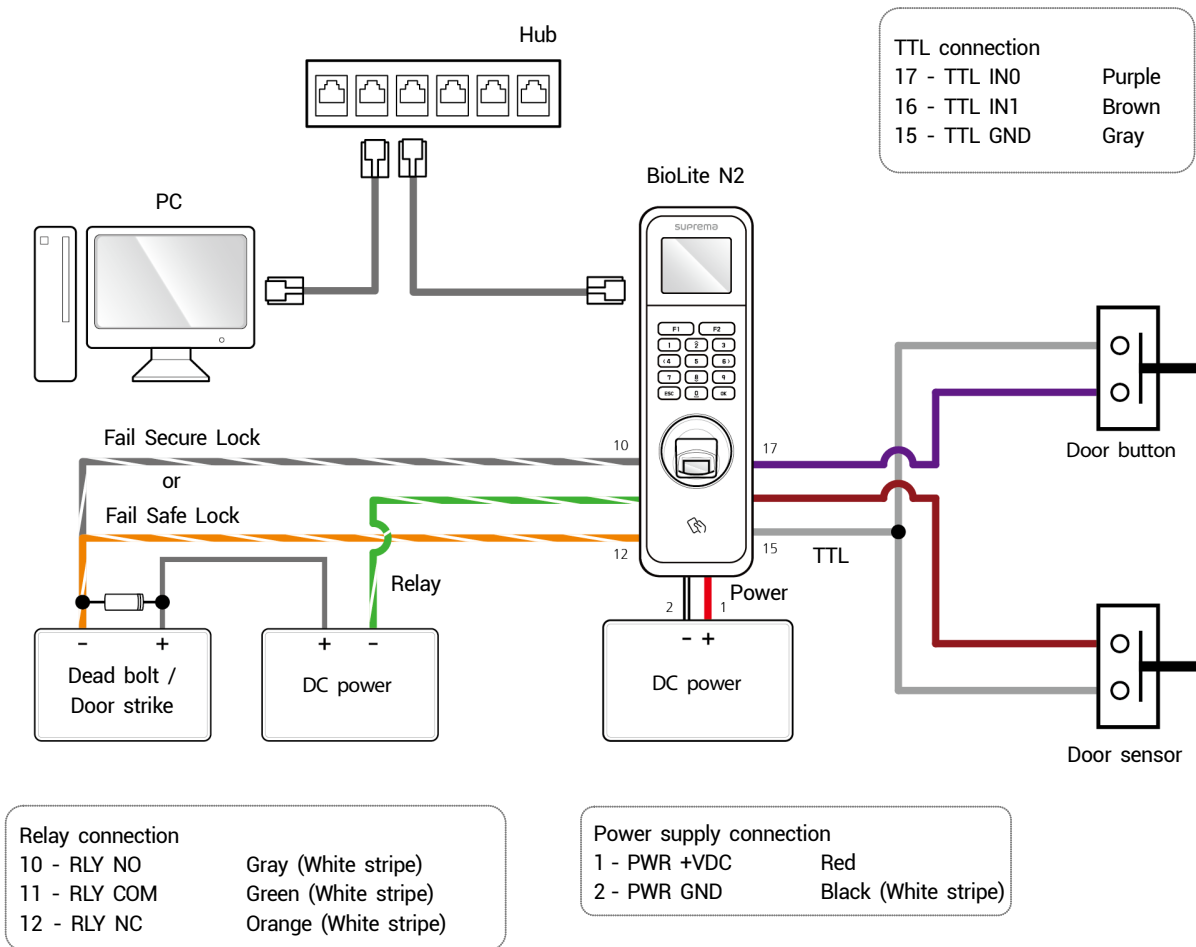 Hub
TTL connection
17 - TTL IN0 Purple
16 - TTL IN1 Brown
15 - TTL GND Gray
BioLite N2
PC
suprema
F1 F2
1 2 3
4 5 6
7 8 9
ESC 0 OK
Fail Secure Lock
10
17
Door button
or
Fail Safe Lock
12
15
TTL
Relay
Power
2 1
- +
+ -
- +
Dead bolt /
Door strike
DC power
DC power
Door sensor
Relay connection
10 - RLY NO Gray (White stripe)
11 - RLY COM Green (White stripe)
12 - RLY NC Orange (White stripe)
Power supply connection
1 - PWR +VDC Red
2 - PWR GND Black (White stripe)